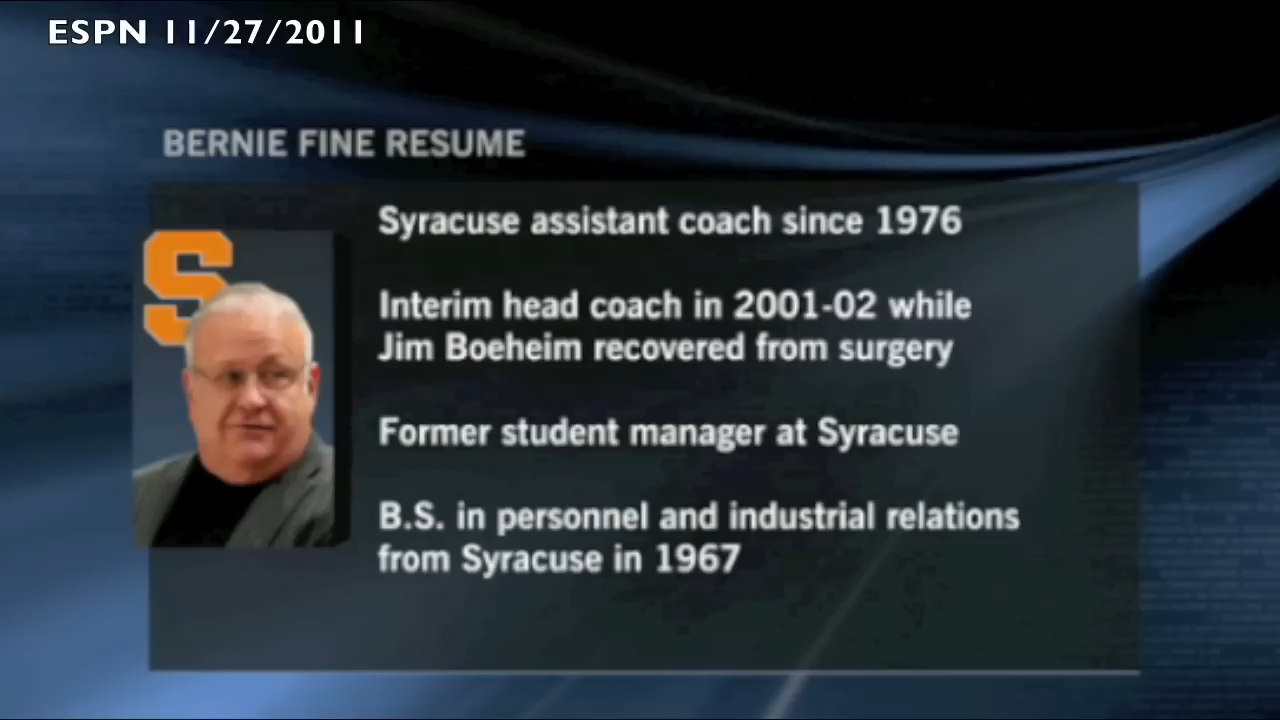 ESPN 11/27/2011
BERNIE FINE RESUME
S
Syracuse assistant coach since 1976
Interim head coach in 2001-02 while
Jim Boeheim recovered from surgery
Former student manager at Syracuse
B.S. in personnel and industrial relations
from Syracuse in 1967